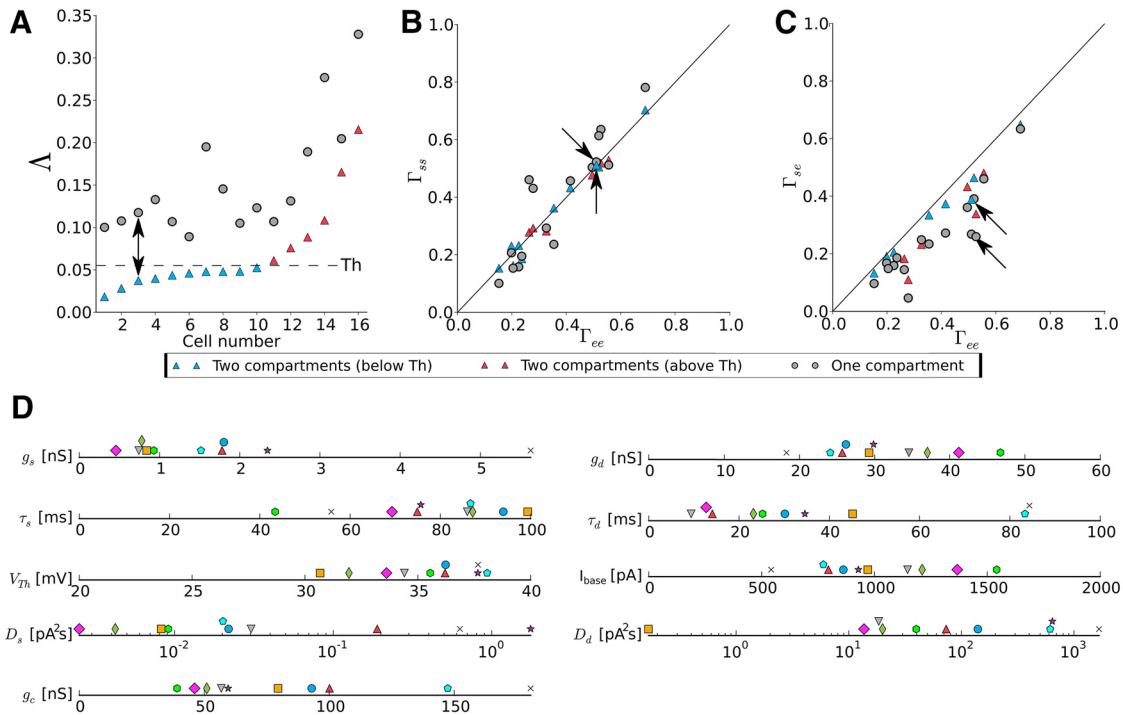 A
B
C
0.35
0.30
0.25
0.20
0.15
0.10
0.05
0.00
Λ
Th
2 4 6 8 10 12 14 16
Cell number
1.0
0.8
0.6
0.4
0.2
0.0
Γss
0.0 0.2 0.4 0.6 0.8 1.0
Γee
1.0
0.8
0.6
0.4
0.2
0.0
Γse
0.0 0.2 0.4 0.6 0.8 1.0
Γee
Two compartments (below Th) Two compartments (above Th) One compartment
D
gs [nS]
0 1 2 3 4 5
τs [ms]
0 20 40 60 80 100
VTh [mV]
20 25 30 35 40
Ds [pA²s]
10⁻² 10⁻¹ 10⁰
gc [nS]
0 50 100 150
gd [nS]
0 10 20 30 40 50 60
τd [ms]
0 20 40 60 80 100
Ibase [pA]
0 500 1000 1500 2000
Dd [pA²s]
10⁰ 10¹ 10² 10³